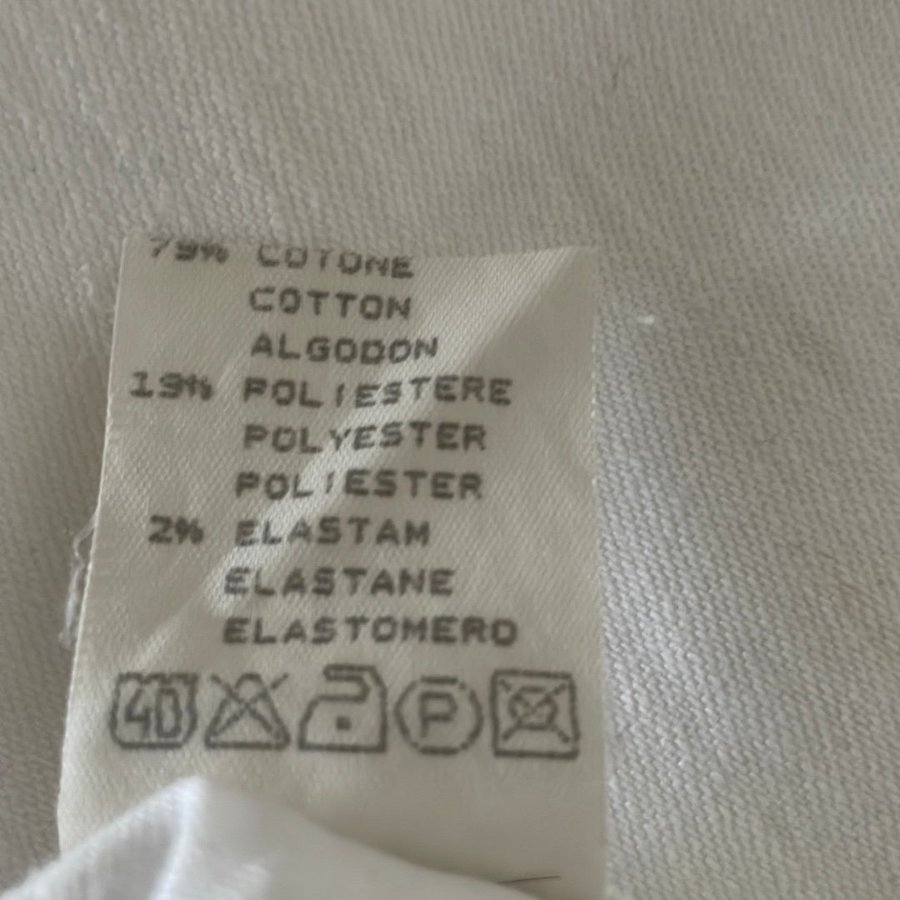 79% COTONE
COTTON
ALGODON
19% POLIESTERE
POLYESTER
POLIESTER
2% ELASTAM
ELASTANE
ELASTOMERO
40 P